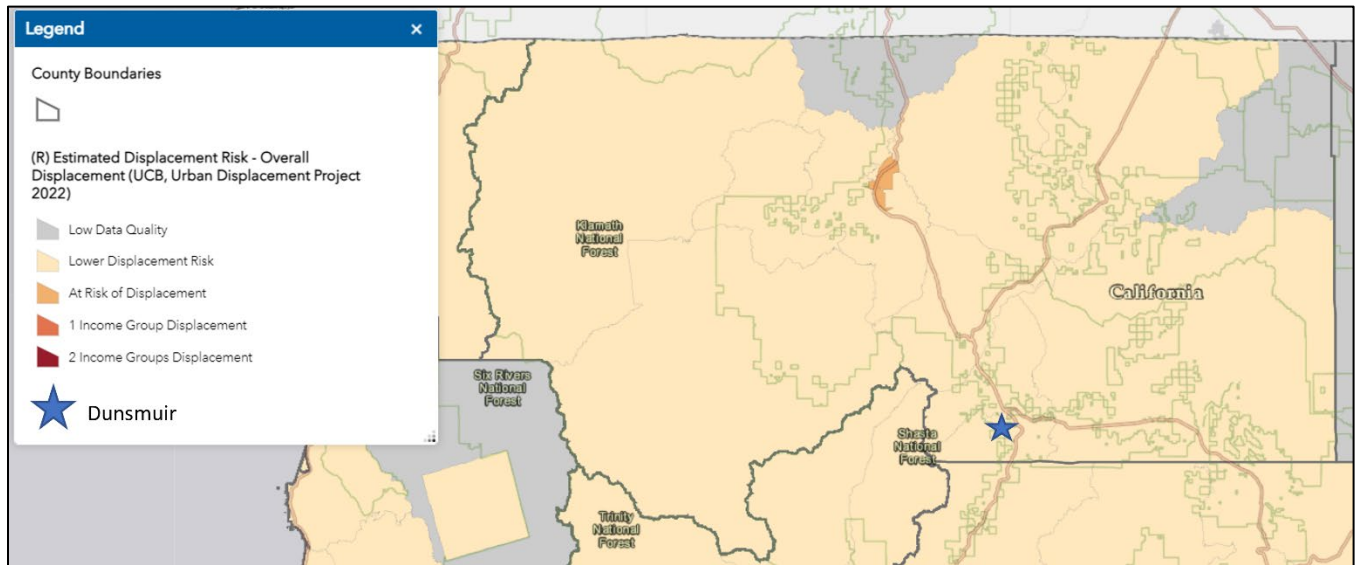 Legend
County Boundaries
(R) Estimated Displacement Risk - Overall
Displacement (UCB, Urban Displacement Project
2022)
Low Data Quality
Lower Displacement Risk
At Risk of Displacement
1 Income Group Displacement
2 Income Groups Displacement
Dunsmuir
Klamath
National
Forest
California
Six Rivers
National
Forest
Shasta
National
Forest
Trinity
National
Forest